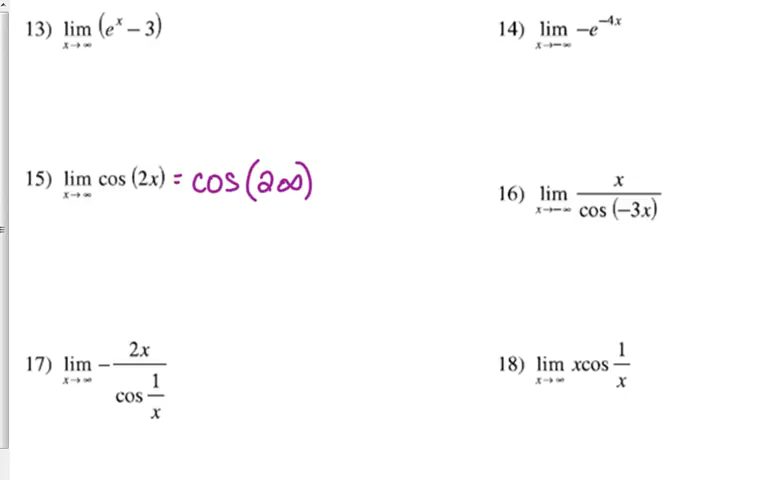 13) lim x→∞ (e^x − 3)
14) lim x→−∞ −e^−4x
15) lim x→∞ cos (2x) = cos(2∞)
16) lim x→−∞ x / cos (−3x)
17) lim x→∞ − 2x / cos 1/x
18) lim x→∞ xcos 1/x